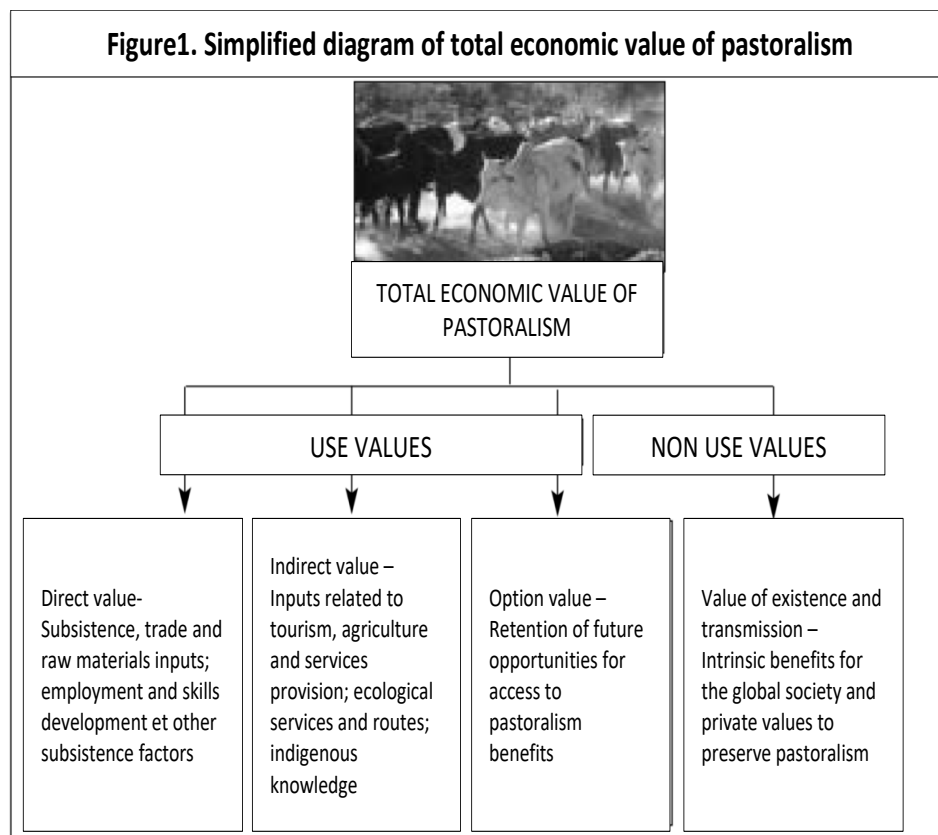 Figure1. Simplified diagram of total economic value of pastoralism
TOTAL ECONOMIC VALUE OF
PASTORALISM
USE VALUES
NON USE VALUES
Direct value-
Subsistence, trade and
raw materials inputs;
employment and skills
development et other
subsistence factors
Indirect value –
Inputs related to
tourism, agriculture
and services
provision; ecological
services and routes;
indigenous
knowledge
Option value –
Retention of future
opportunities for
access to
pastoralism
benefits
Value of existence and
transmission –
Intrinsic benefits for
the global society and
private values to
preserve pastoralism